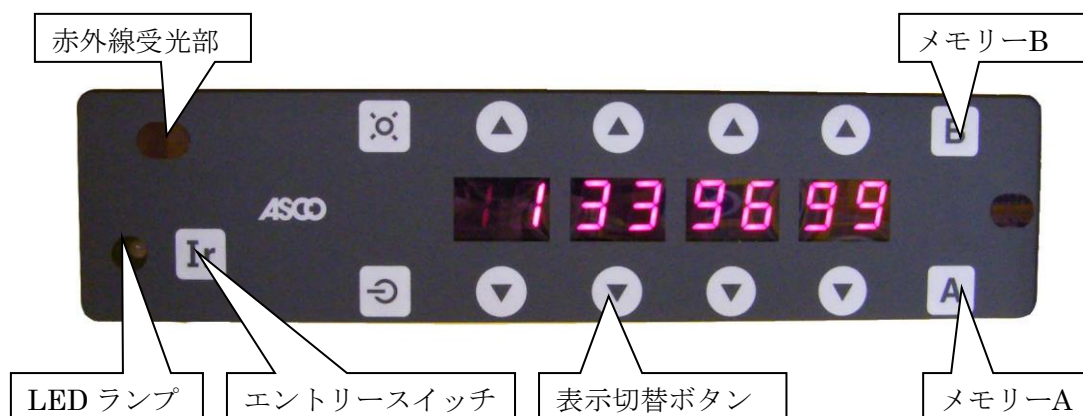 赤外線受光部
メモリーB
B
1 33 96 99
ASCO
Ir
A
LED ランプ
エントリースイッチ
表示切替ボタン
メモリーA